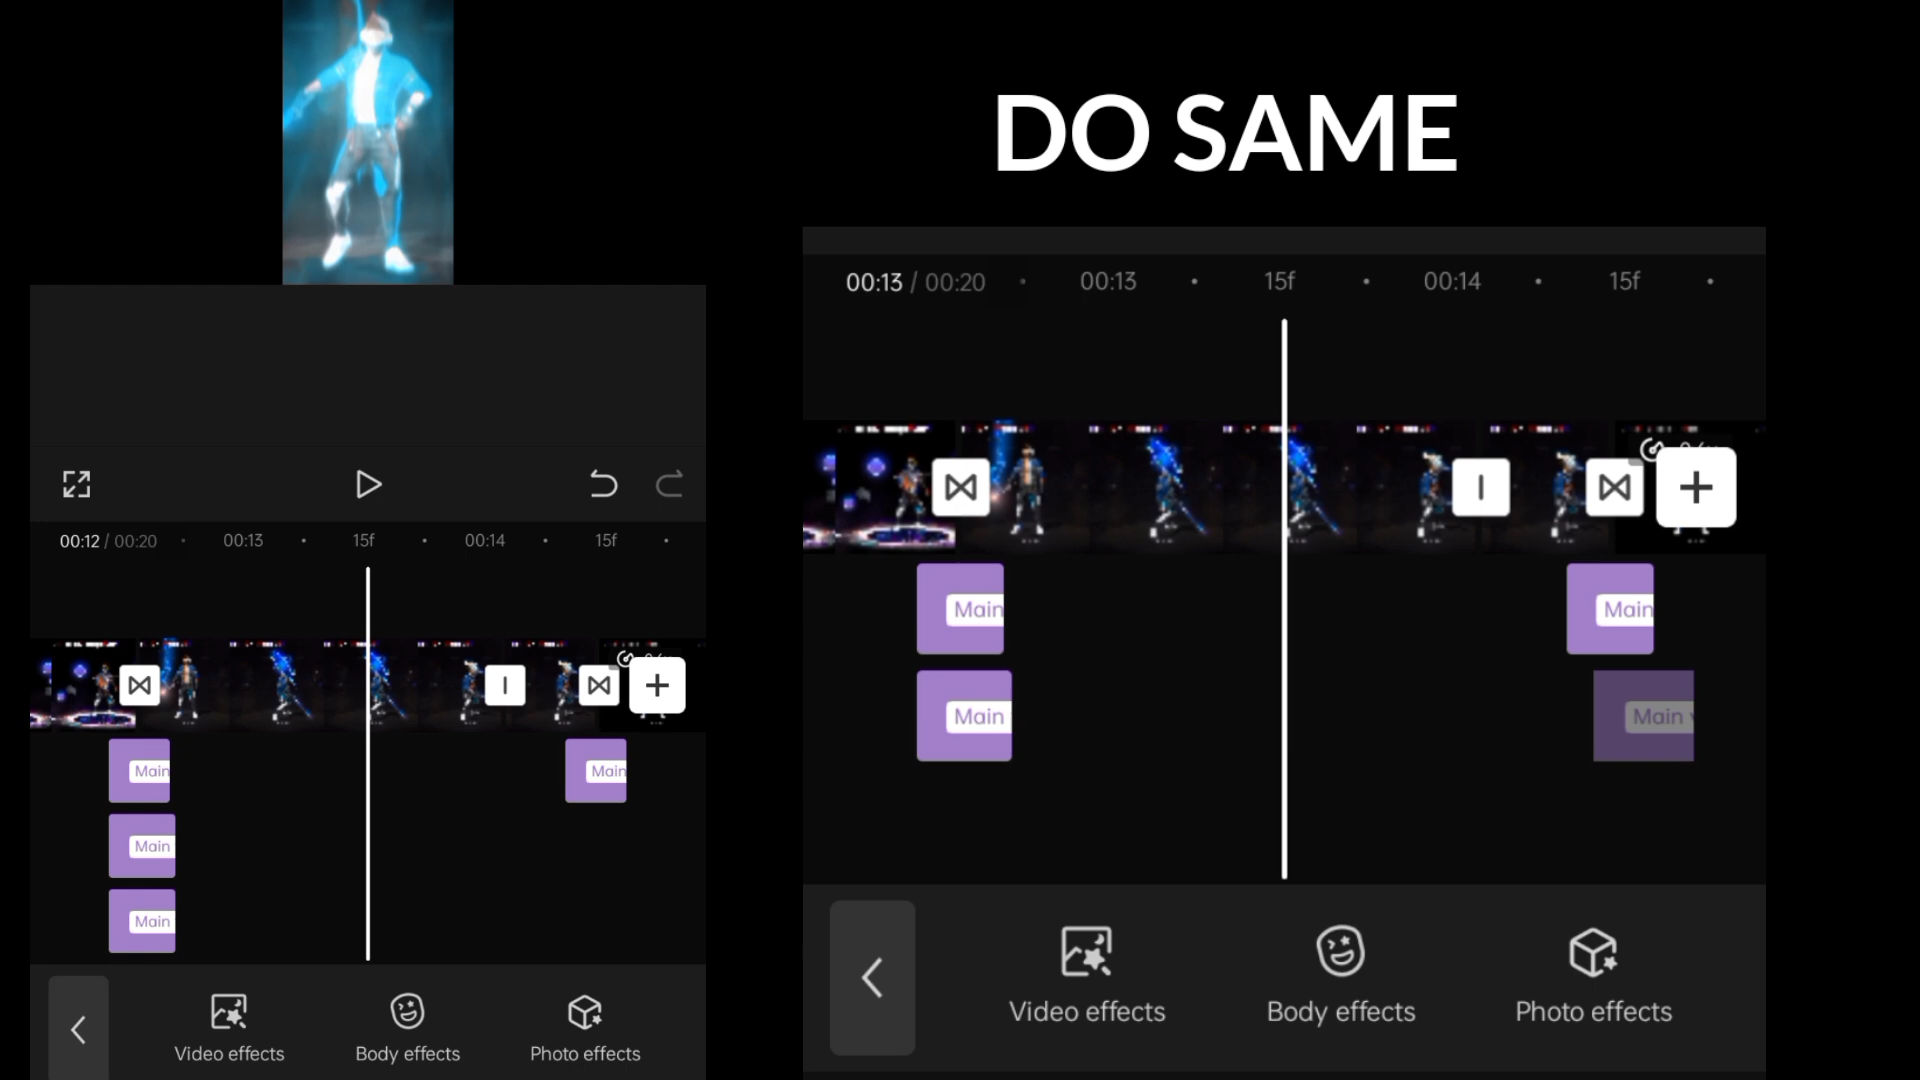 DO SAME
00:12 / 00:20 00:13 15f 00:14 15f
Main
Main
Main
Main
Video effects
Body effects
Photo effects
00:13 / 00:20 00:13 15f 00:14 15f
Main
Main
Main
Main
Video effects
Body effects
Photo effects